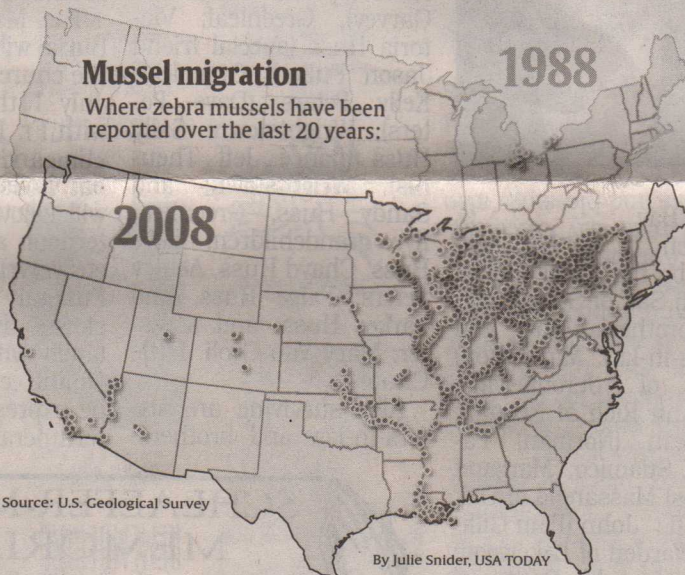 Mussel migration
Where zebra mussels have been
reported over the last 20 years:
1988
2008
Source: U.S. Geological Survey
By Julie Snider, USA TODAY